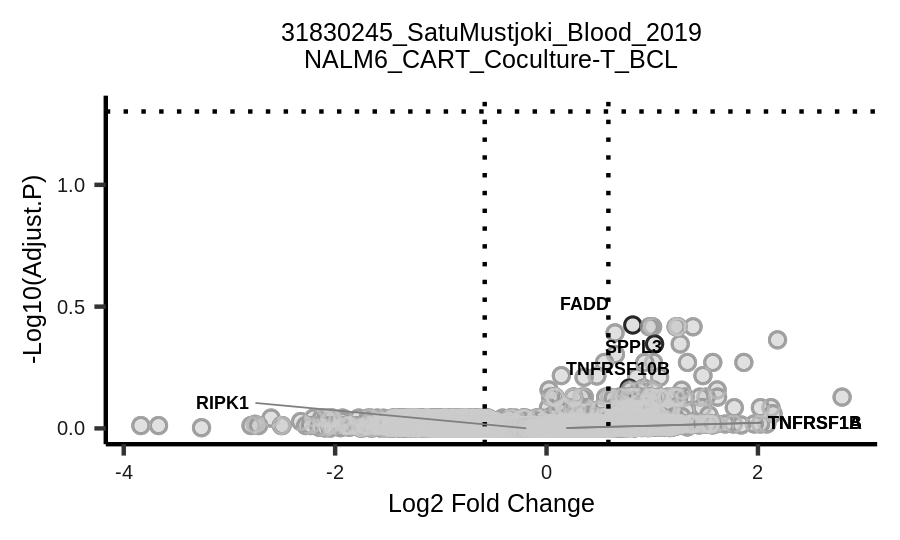 31830245_SatuMustjoki_Blood_2019
NALM6_CART_Coculture-T_BCL
-Log10(Adjust.P)
1.0
0.5
0.0
FADD
SPPL3
TNFRSF10B
RIPK1
-4
-2
0
2
Log2 Fold Change